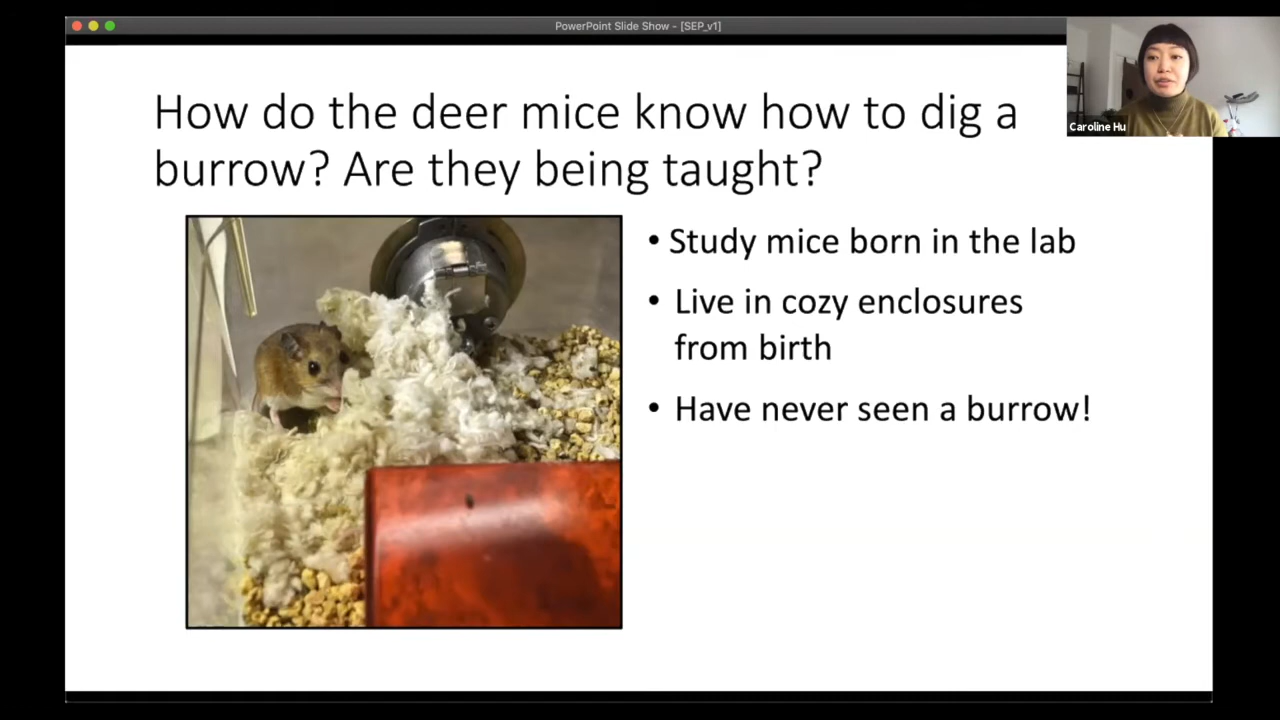 PowerPoint Slide Show - [SEP_v1]
Caroline Hu
How do the deer mice know how to dig a
burrow? Are they being taught?
• Study mice born in the lab
• Live in cozy enclosures
from birth
• Have never seen a burrow!